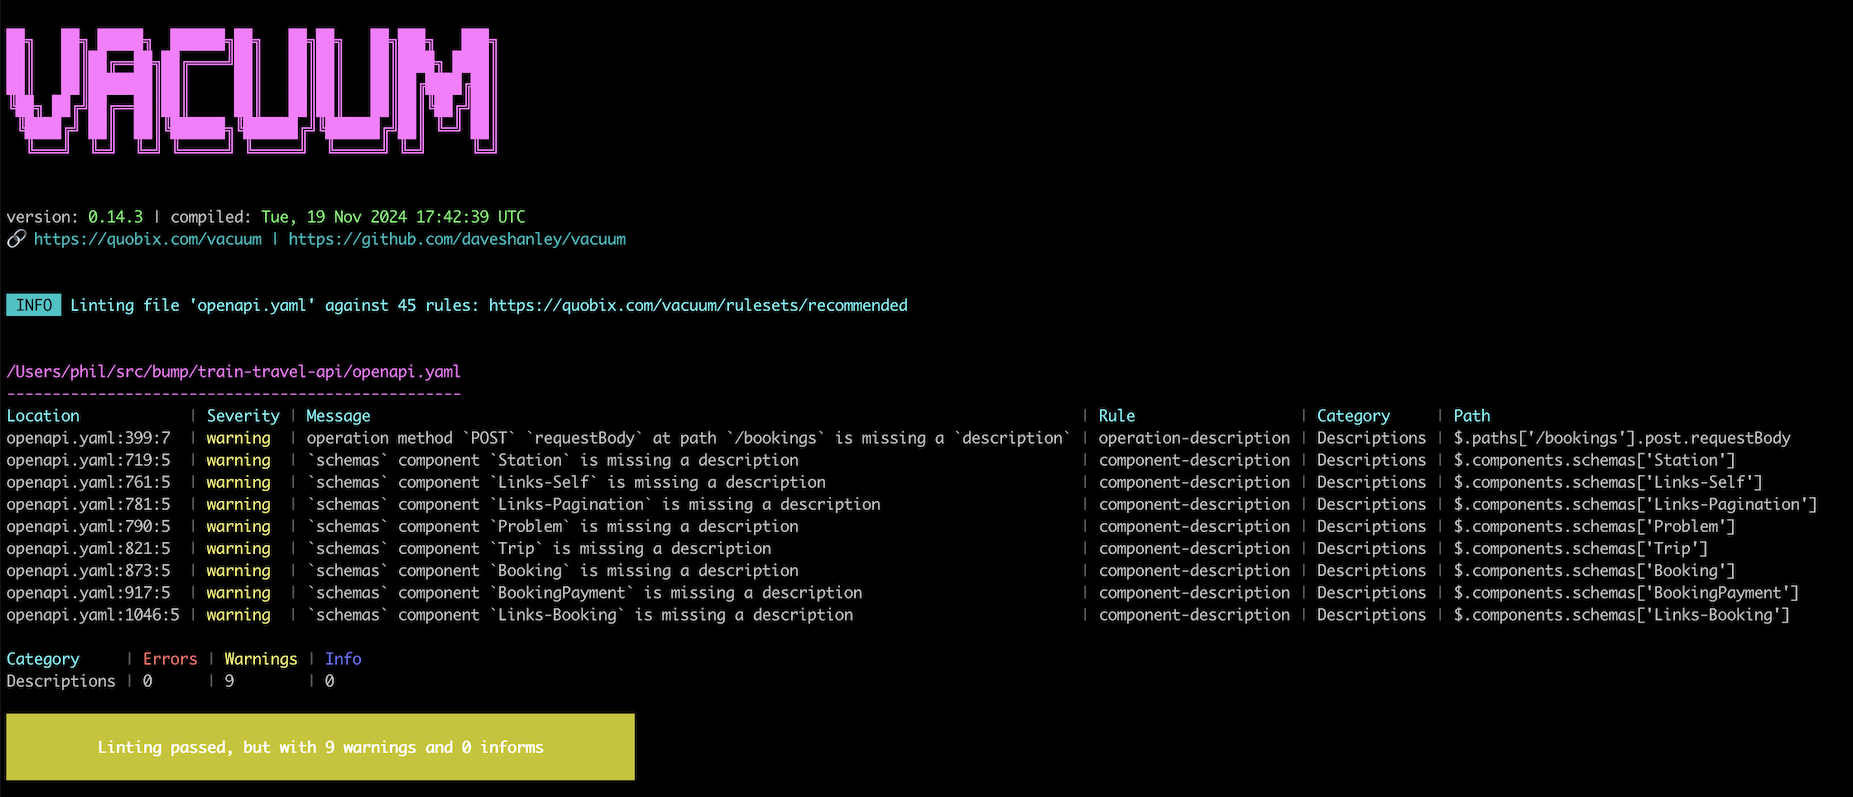 VACUUM
version: 0.14.3 | compiled: Tue, 19 Nov 2024 17:42:39 UTC
🔗 https://quobix.com/vacuum | https://github.com/daveshanley/vacuum
INFO Linting file 'openapi.yaml' against 45 rules: https://quobix.com/vacuum/rulesets/recommended
/Users/phil/src/bump/train-travel-api/openapi.yaml
--------------------------------------------------
Location | Severity | Message | Rule | Category | Path
openapi.yaml:399:7 | warning | operation method `POST` `requestBody` at path `/bookings` is missing a `description` | operation-description | Descriptions | $.paths['/bookings'].post.requestBody
openapi.yaml:719:5 | warning | `schemas` component `Station` is missing a description | component-description | Descriptions | $.components.schemas['Station']
openapi.yaml:761:5 | warning | `schemas` component `Links-Self` is missing a description | component-description | Descriptions | $.components.schemas['Links-Self']
openapi.yaml:781:5 | warning | `schemas` component `Links-Pagination` is missing a description | component-description | Descriptions | $.components.schemas['Links-Pagination']
openapi.yaml:790:5 | warning | `schemas` component `Problem` is missing a description | component-description | Descriptions | $.components.schemas['Problem']
openapi.yaml:821:5 | warning | `schemas` component `Trip` is missing a description | component-description | Descriptions | $.components.schemas['Trip']
openapi.yaml:873:5 | warning | `schemas` component `Booking` is missing a description | component-description | Descriptions | $.components.schemas['Booking']
openapi.yaml:917:5 | warning | `schemas` component `BookingPayment` is missing a description | component-description | Descriptions | $.components.schemas['BookingPayment']
openapi.yaml:1046:5 | warning | `schemas` component `Links-Booking` is missing a description | component-description | Descriptions | $.components.schemas['Links-Booking']
Category | Errors | Warnings | Info
Descriptions | 0 | 9 | 0
Linting passed, but with 9 warnings and 0 informs